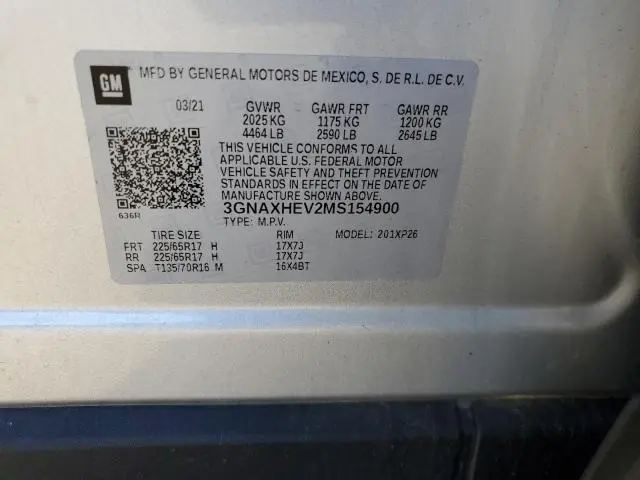 GM
MFD BY GENERAL MOTORS DE MEXICO, S. DE R.L. DE C.V.
03/21 GVWR GAWR FRT GAWR RR
2025 KG 1175 KG 1200 KG
4464 LB 2590 LB 2645 LB
THIS VEHICLE CONFORMS TO ALL
APPLICABLE U.S. FEDERAL MOTOR
VEHICLE SAFETY AND THEFT PREVENTION
STANDARDS IN EFFECT ON THE DATE OF
MANUFACTURE SHOWN ABOVE.
636R 3GNAXHEV2MS154900
TYPE: M.P.V.
TIRE SIZE RIM MODEL: 201XP26
FRT 225/65R17 H 17X7J
RR 225/65R17 H 17X7J
SPA T135/70R16 M 16X4BT